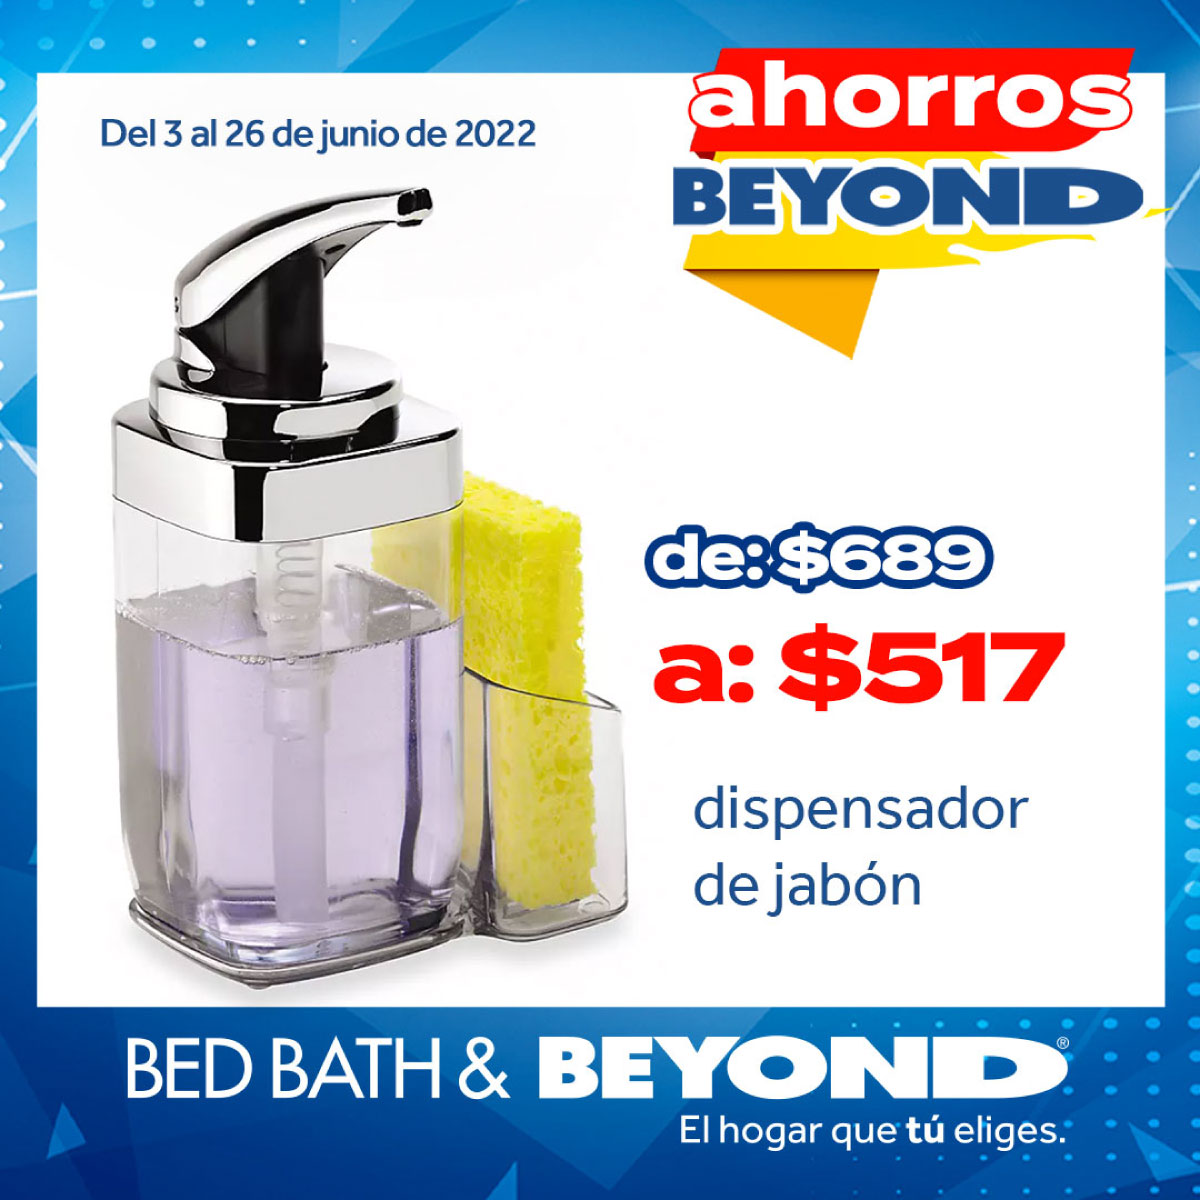 Del 3 al 26 de junio de 2022
ahorros
BEYOND
de: $689
a: $517
dispensador
de jabón
BED BATH & BEYOND®
El hogar que tú eliges.